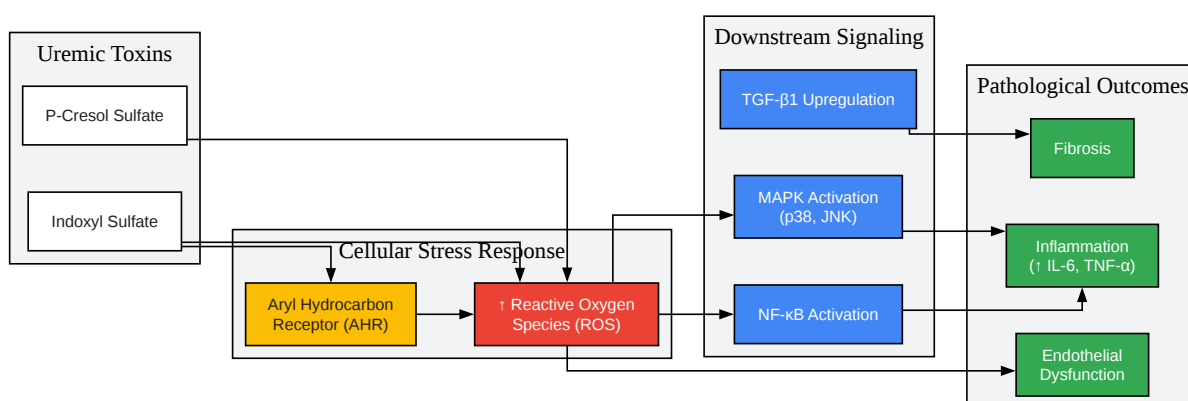 Uremic Toxins
P-Cresol Sulfate
Indoxyl Sulfate
Cellular Stress Response
Aryl Hydrocarbon
Receptor (AHR)
↑ Reactive Oxygen
Species (ROS)
Downstream Signaling
TGF-β1 Upregulation
MAPK Activation
(p38, JNK)
NF-κB Activation
Pathological Outcomes
Fibrosis
Inflammation
(↑ IL-6, TNF-α)
Endothelial
Dysfunction